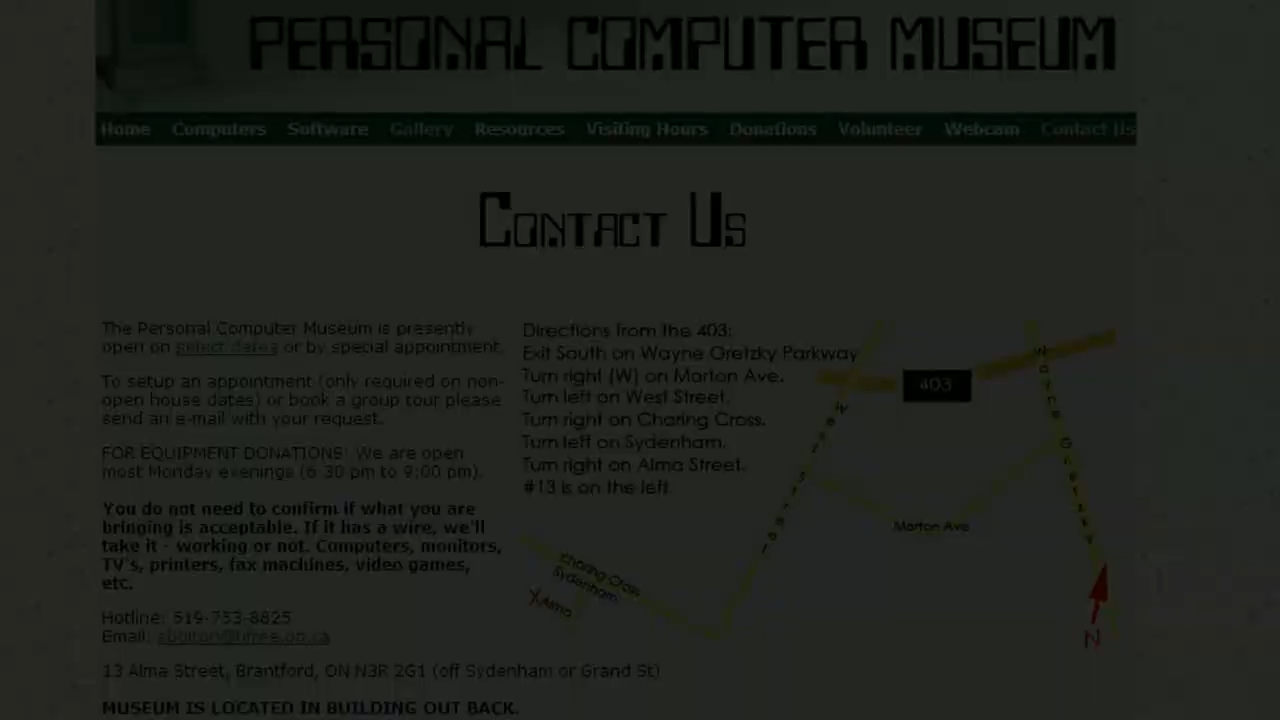 PERSONAL COMPUTER MUSEUM
Home Computers Software Gallery Resources Visiting Hours Donations Volunteer Webcam Contact Us
Contact Us
The Personal Computer Museum is presently
open on select dates or by special appointment.
To setup an appointment (only required on non-
open house dates) or book a group tour please
send an e-mail with your request.
FOR EQUIPMENT DONATIONS: We are open
most Monday evenings (6:30 pm to 9:00 pm).
You do not need to confirm if what you are
bringing is acceptable. If it has a wire, we'll
take it - working or not. Computers, monitors,
TV's, printers, fax machines, video games,
etc.
Hotline: 519-753-8825
Email:
13 Alma Street, Brantford, ON N3R 2G1 (off Sydenham or Grand St)
MUSEUM IS LOCATED IN BUILDING OUT BACK.
Directions from the 403:
Exit South on Wayne Gretzky Parkway
Turn right (W) on Morton Ave.
Turn left on West Street.
Turn right on Charing Cross.
Turn left on Sydenham.
Turn right on Alma Street.
#13 is on the left.
403
West Street
Wayne Gretzky
Morton Ave
Charing Cross
Sydenham
X Alma
N